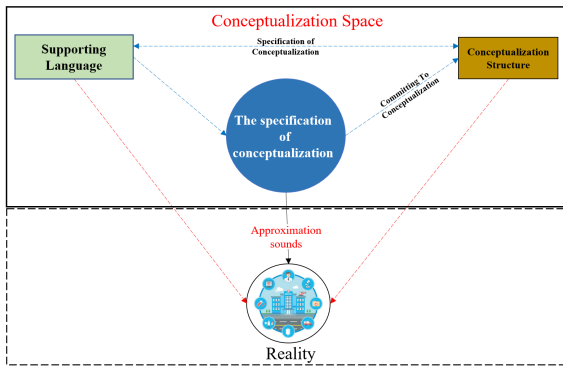 Conceptualization Space
Supporting
Language
Specification of
Conceptualization
Conceptualization
Structure
Committing To
Conceptualization
The specification
of
conceptualization
Approximation
sounds
Reality